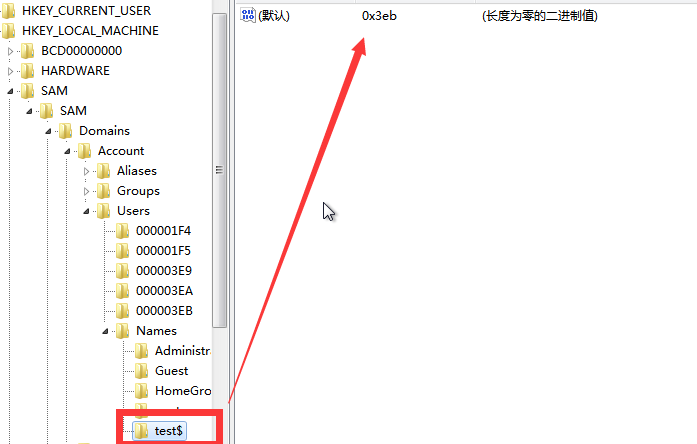 HKEY_CURRENT_USER
HKEY_LOCAL_MACHINE
BCD00000000
HARDWARE
SAM
SAM
Domains
Account
Aliases
Groups
Users
000001F4
000001F5
000003E9
000003EA
000003EB
Names
Administra
Guest
HomeGro
test$
(默认) 0x3eb (长度为零的二进制值)